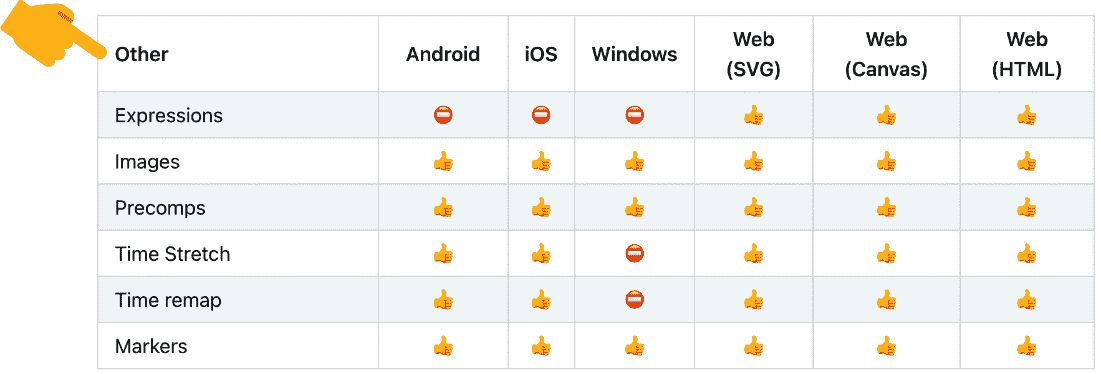 Other Android iOS Windows Web (SVG) Web (Canvas) Web (HTML)
Expressions
Images
Precomps
Time Stretch
Time remap
Markers